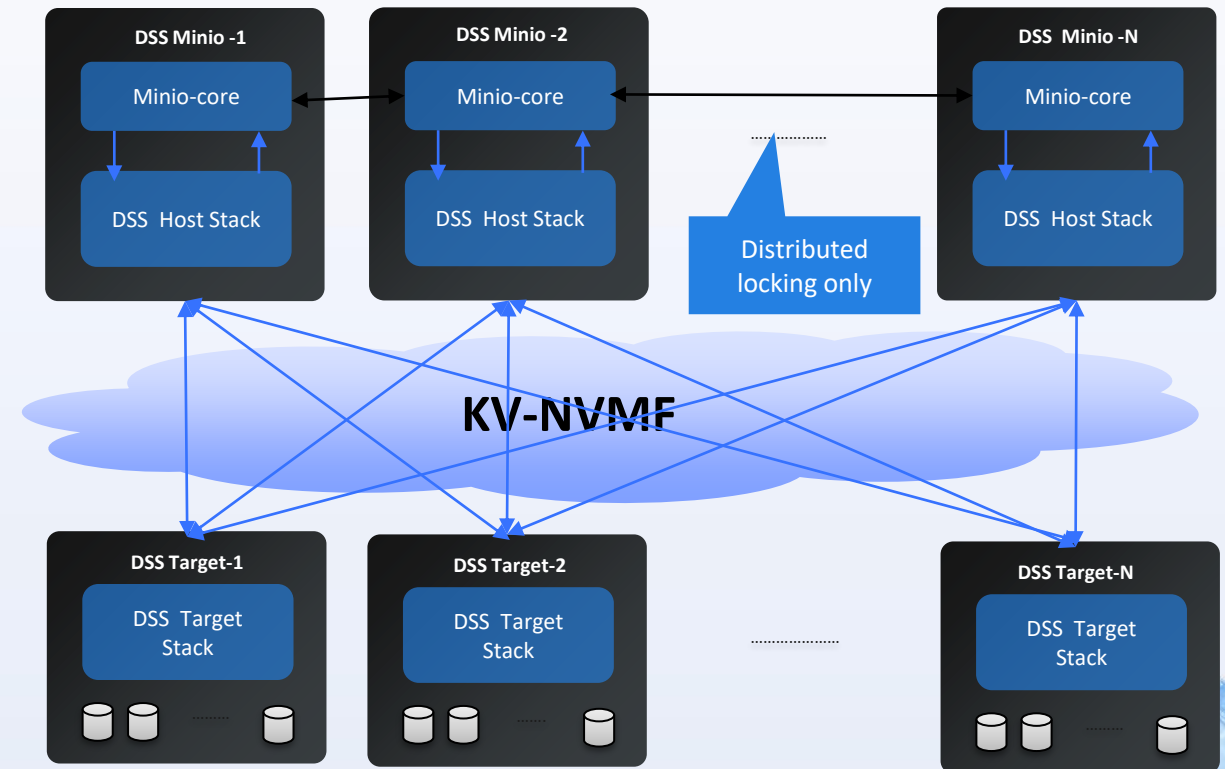 DSS Minio -1
Minio-core
DSS Host Stack
DSS Minio -2
Minio-core
DSS Host Stack
..................
Distributed
locking only
DSS Minio -N
Minio-core
DSS Host Stack
KV-NVMF
DSS Target-1
DSS Target
Stack
.........
DSS Target-2
DSS Target
Stack
.......
.....................
DSS Target-N
DSS Target
Stack
.........